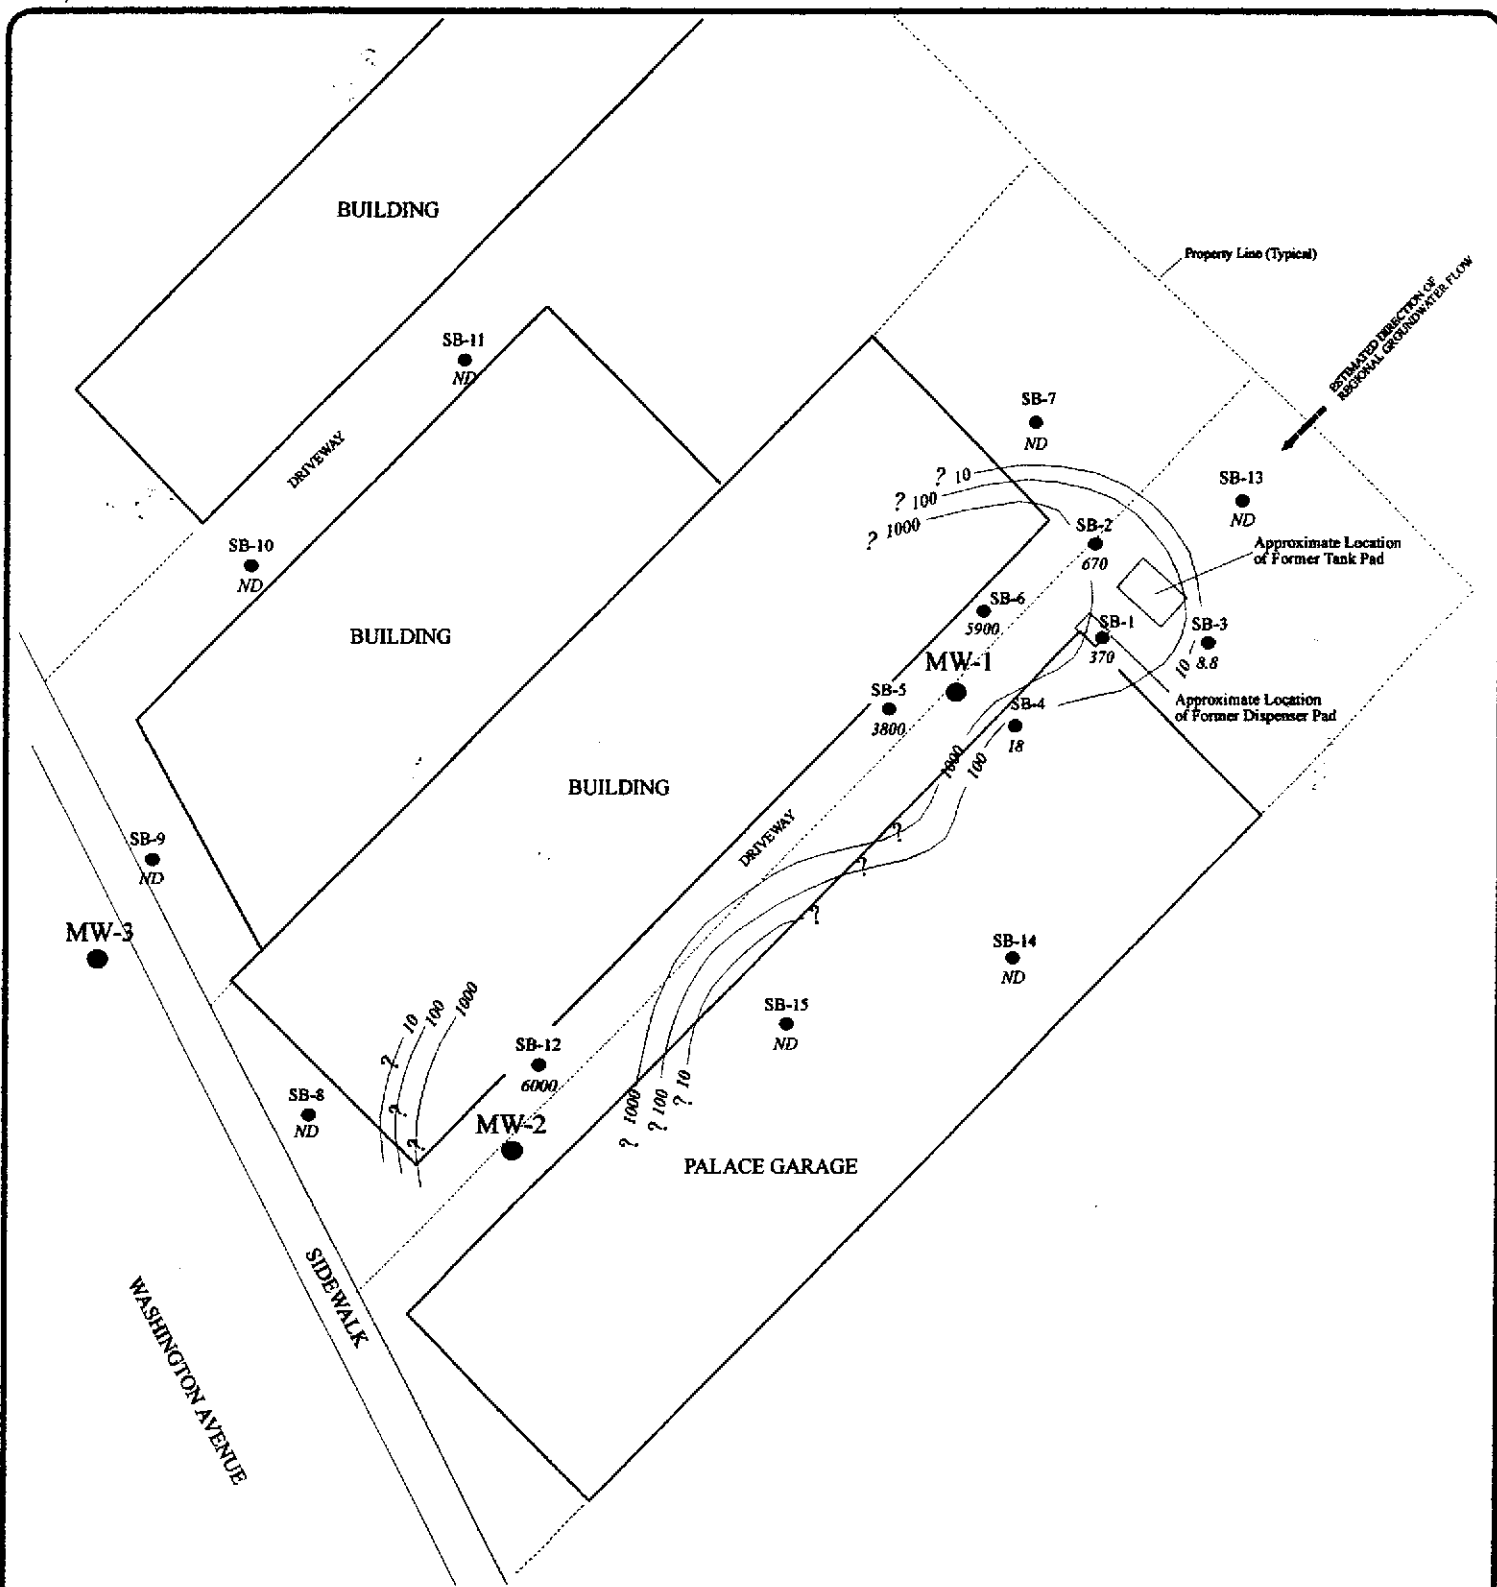 BUILDING
Property Line (Typical)
ESTIMATED DIRECTION OF
REGIONAL GROUNDWATER FLOW
SB-11
ND
DRIVEWAY
SB-7
ND
? 10
? 100
? 1000
SB-13
ND
SB-2
670
Approximate Location
of Former Tank Pad
SB-10
ND
SB-6
5900
SB-1
370
SB-3
8.8
10
BUILDING
MW-1
SB-5
3800
SB-4
18
Approximate Location
of Former Dispenser Pad
1000
100
BUILDING
DRIVEWAY
?
?
?
SB-9
ND
MW-3
SB-14
ND
10
100
1000
?
?
?
SB-15
ND
SB-12
6000
SB-8
ND
MW-2
? 1000
? 100
? 10
PALACE GARAGE
SIDEWALK
WASHINGTON AVENUE